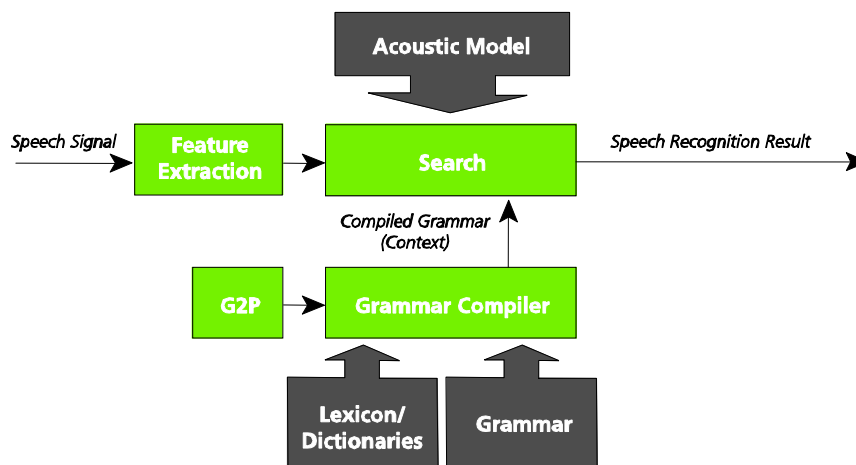 Acoustic Model
Speech Signal
Feature
Extraction
Search
Speech Recognition Result
Compiled Grammar
(Context)
G2P
Grammar Compiler
Lexicon/
Dictionaries
Grammar